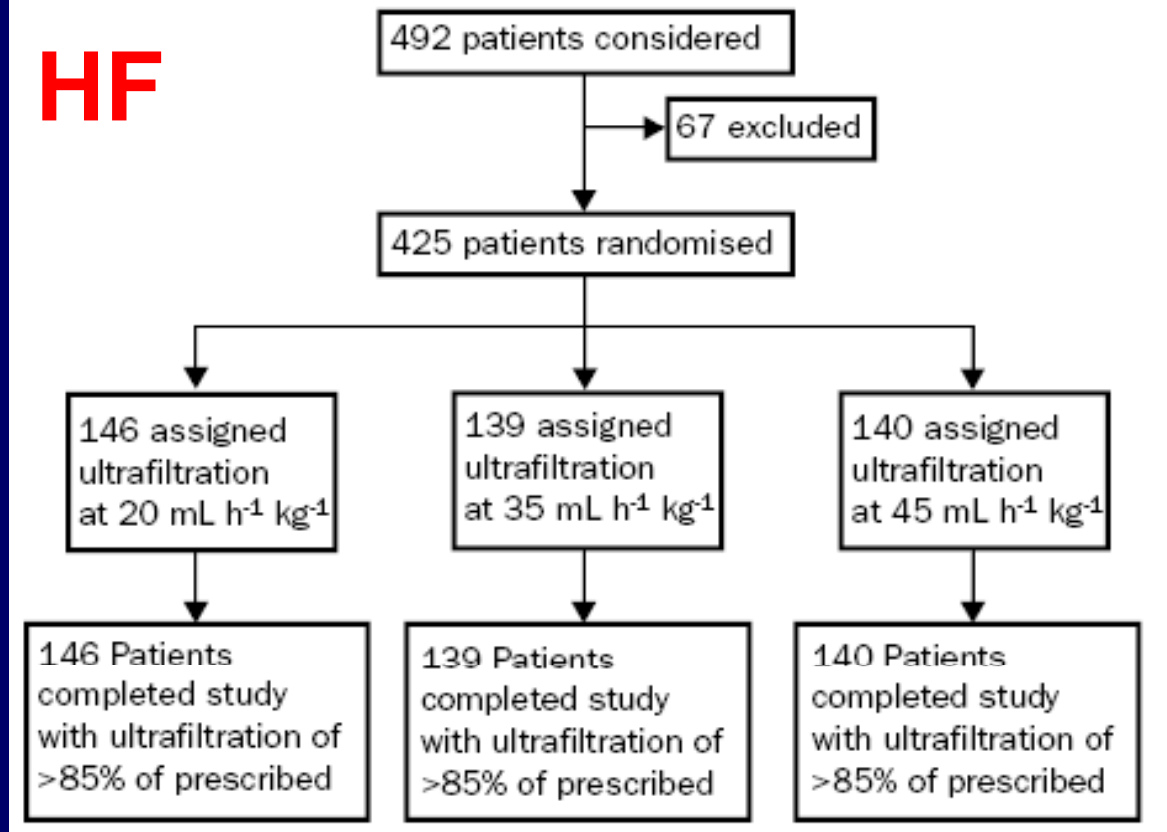 HF
492 patients considered
67 excluded
425 patients randomised
146 assigned
ultrafiltration
at 20 mL h-1 kg-1
139 assigned
ultrafiltration
at 35 mL h-1 kg-1
140 assigned
ultrafiltration
at 45 mL h-1 kg-1
146 Patients
completed study
with ultrafiltration of
>85% of prescribed
139 Patients
completed study
with ultrafiltration of
>85% of prescribed
140 Patients
completed study
with ultrafiltration of
>85% of prescribed